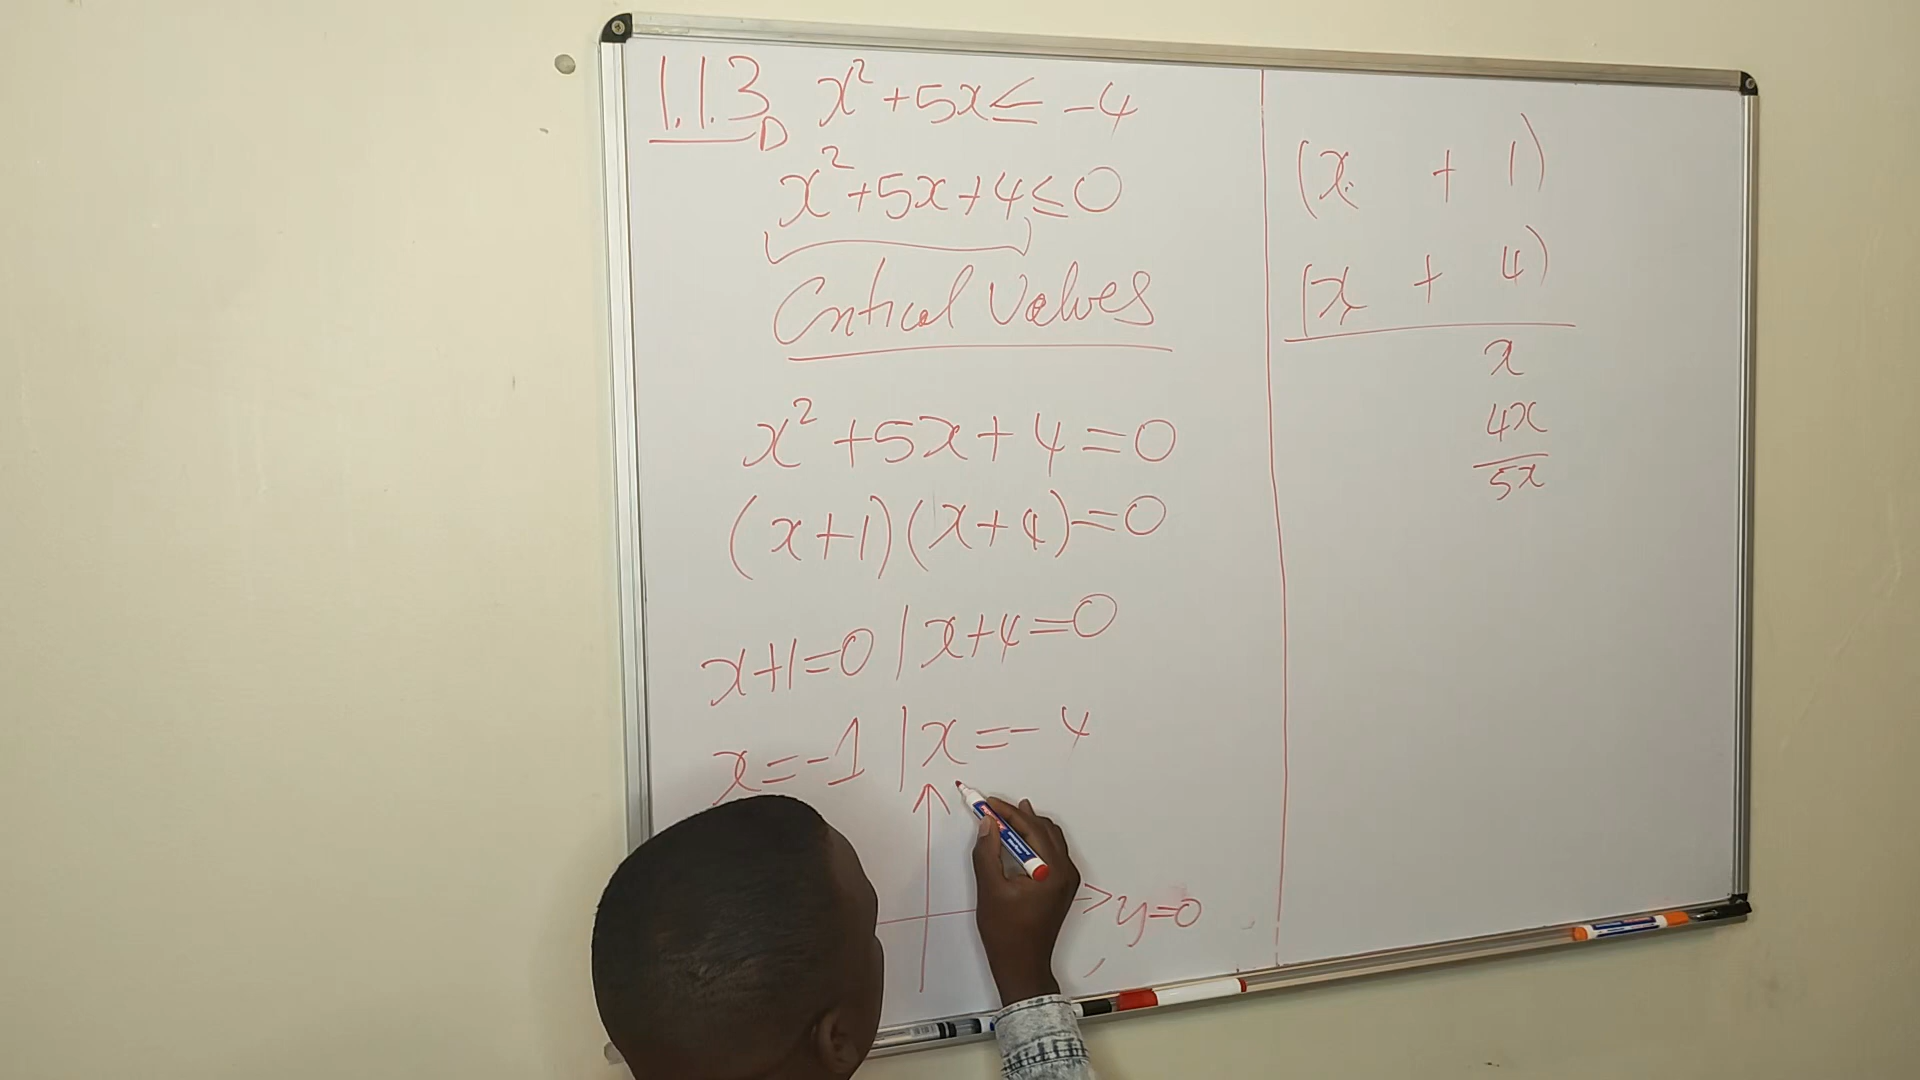 1.1.3 D x² + 5x ≤ -4
x² + 5x + 4 ≤ 0
Critical Values
x² + 5x + 4 = 0
(x+1)(x+4)=0
x+1=0 | x+4=0
x=-1 | x=-4
y=0
(x + 1)
(x + 4)
x
4x
5x